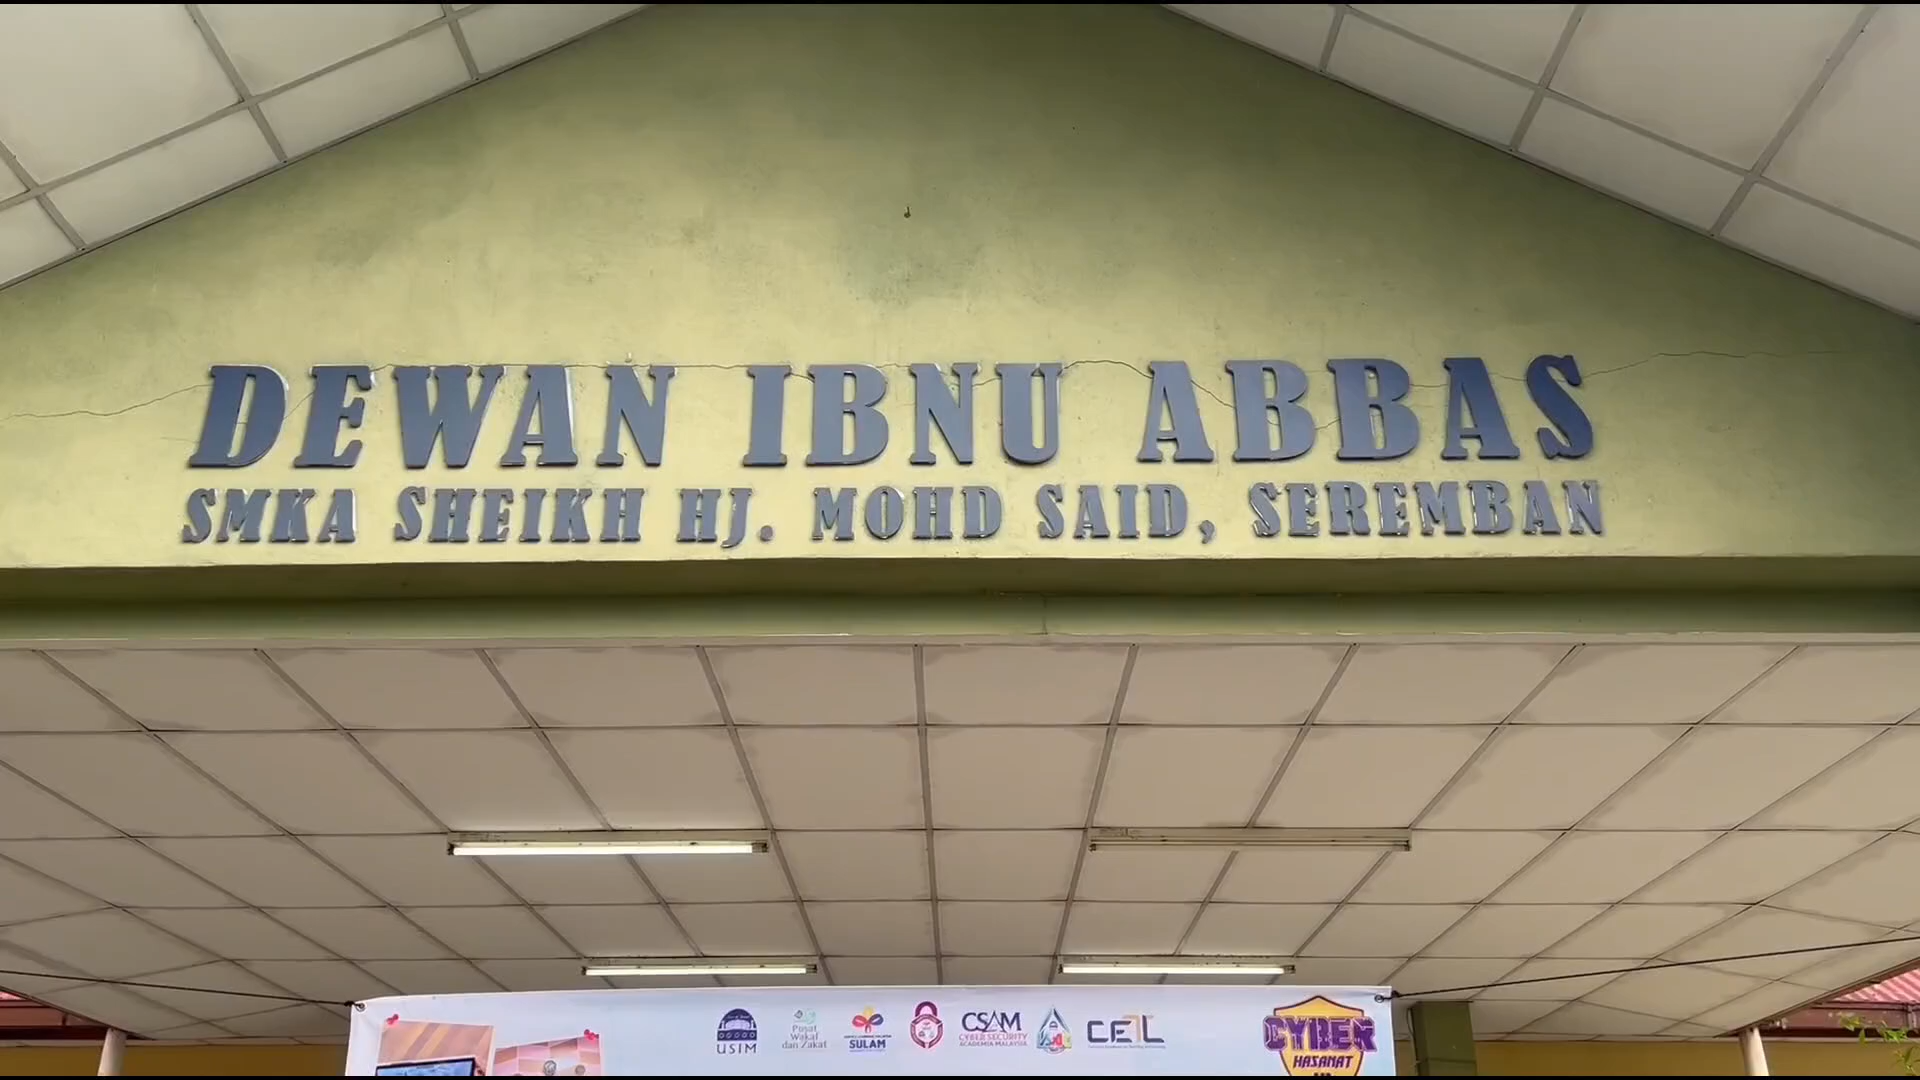 DEWAN IBNU ABBAS
SMKA SHEIKH HJ. MOHD SAID, SEREMBAN
USIM
Pusat
Wakaf
dan Zakat
SULAM
CSAM
CYBER SECURITY
ACADEMIA MALAYSIA
CYBER
HASANAT